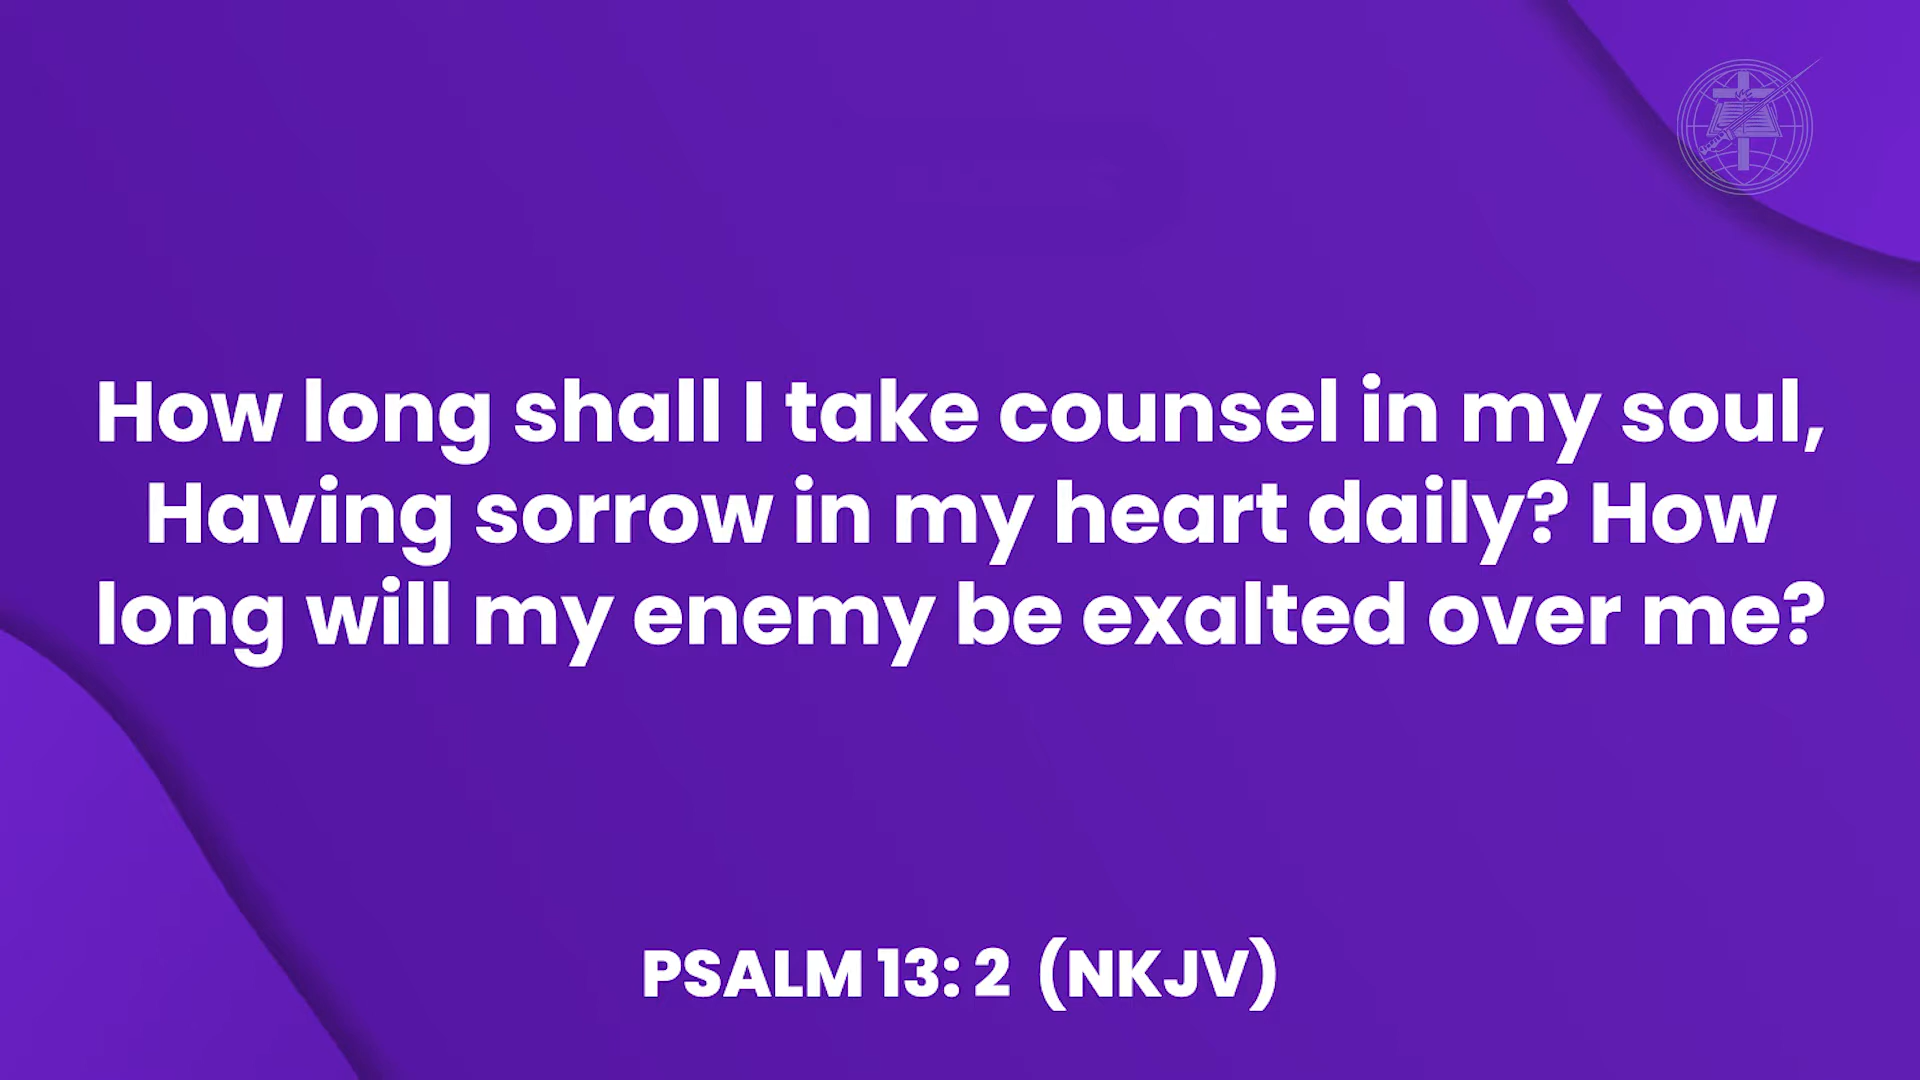 How long shall I take counsel in my soul,
Having sorrow in my heart daily? How
long will my enemy be exalted over me?
PSALM 13: 2 (NKJV)